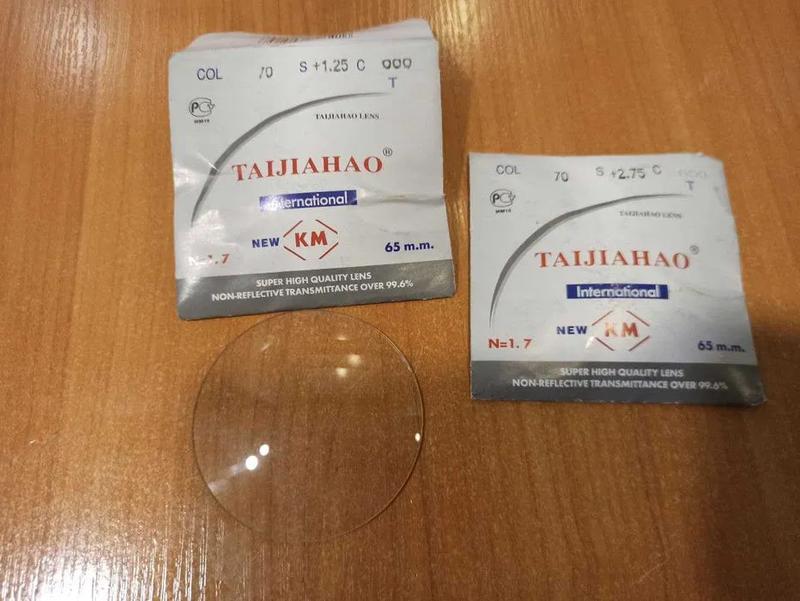 COL 70 S +1.25 C 000
T
TAIJIAHAO LENS
TAIJIAHAO®
International
NEW KM
N=1.7 65 m.m.
SUPER HIGH QUALITY LENS
NON-REFLECTIVE TRANSMITTANCE OVER 99.6%
COL 70 S +2.75 C 000
T
TAIJIAHAO LENS
TAIJIAHAO®
International
NEW KM
N=1.7 65 m.m.
SUPER HIGH QUALITY LENS
NON-REFLECTIVE TRANSMITTANCE OVER 99.6%